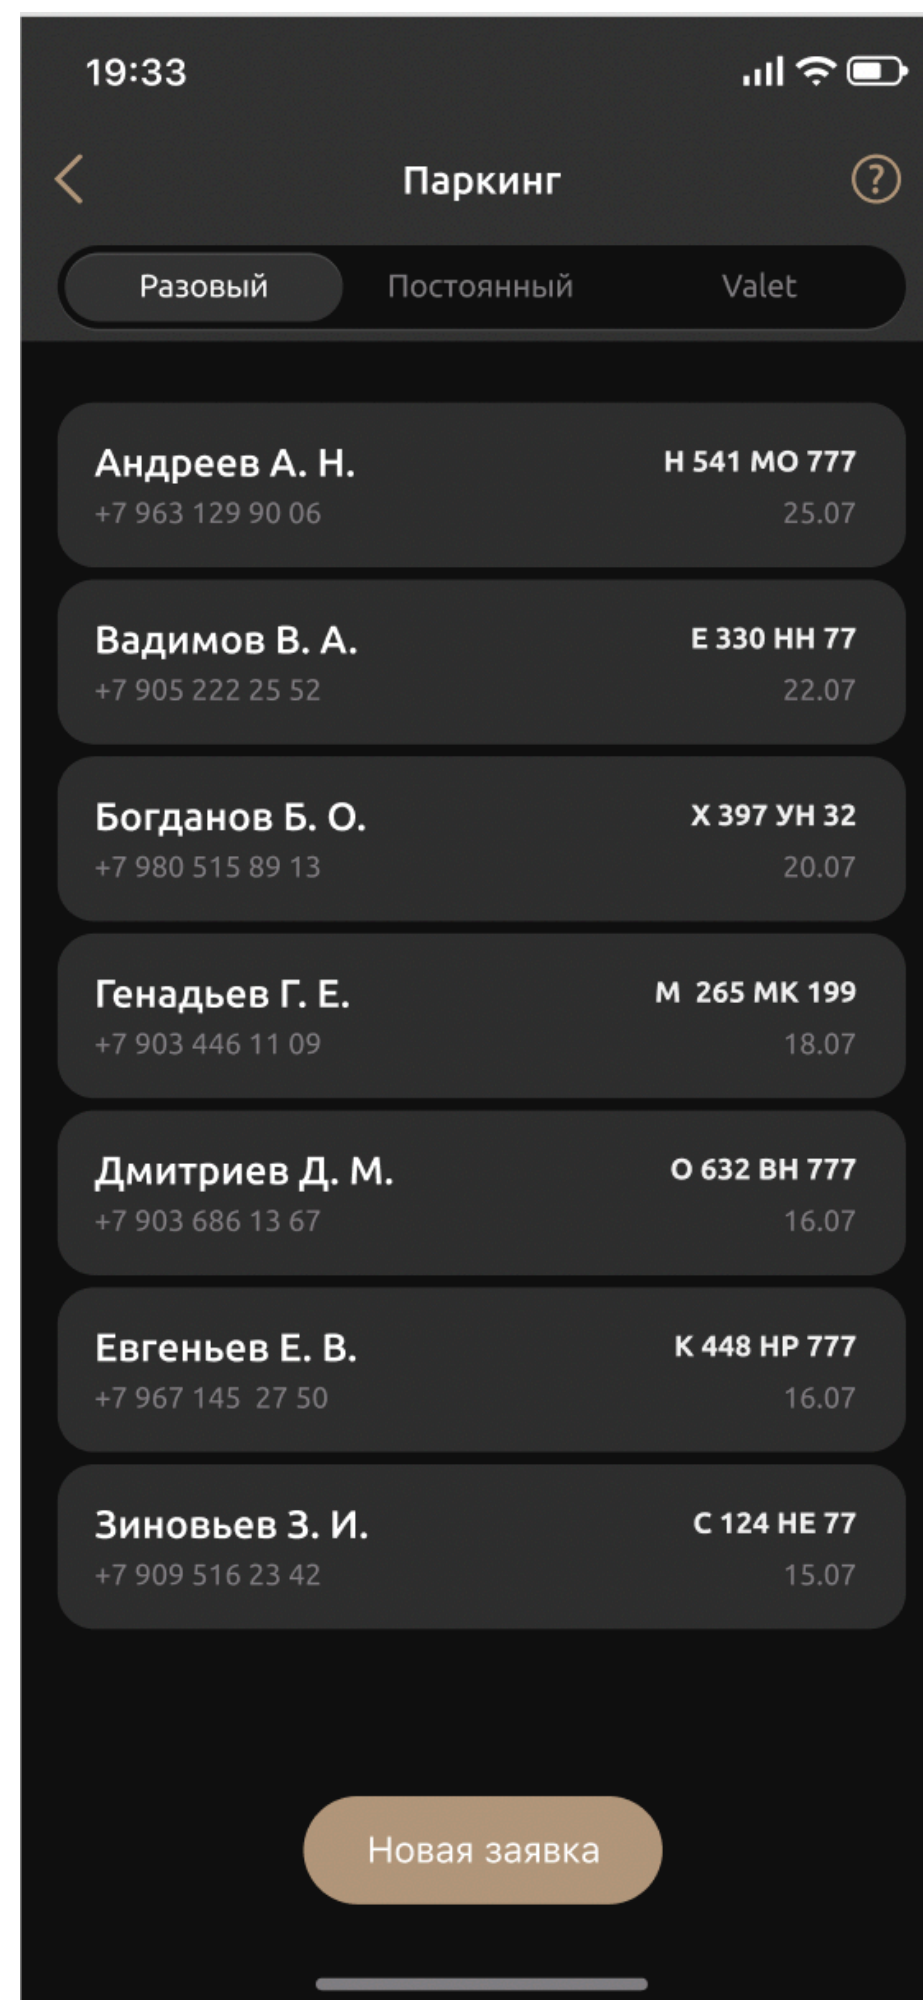 19:33
Паркинг
?
Разовый Постоянный Valet
Андреев А. Н. Н 541 МО 777
+7 963 129 90 06 25.07
Вадимов В. А. Е 330 НН 77
+7 905 222 25 52 22.07
Богданов Б. О. Х 397 УН 32
+7 980 515 89 13 20.07
Генадьев Г. Е. М  265 МК 199
+7 903 446 11 09 18.07
Дмитриев Д. М. О 632 ВН 777
+7 903 686 13 67 16.07
Евгеньев Е. В. К 448 НР 777
+7 967 145  27 50 16.07
Зиновьев З. И. С 124 НЕ 77
+7 909 516 23 42 15.07
Новая заявка